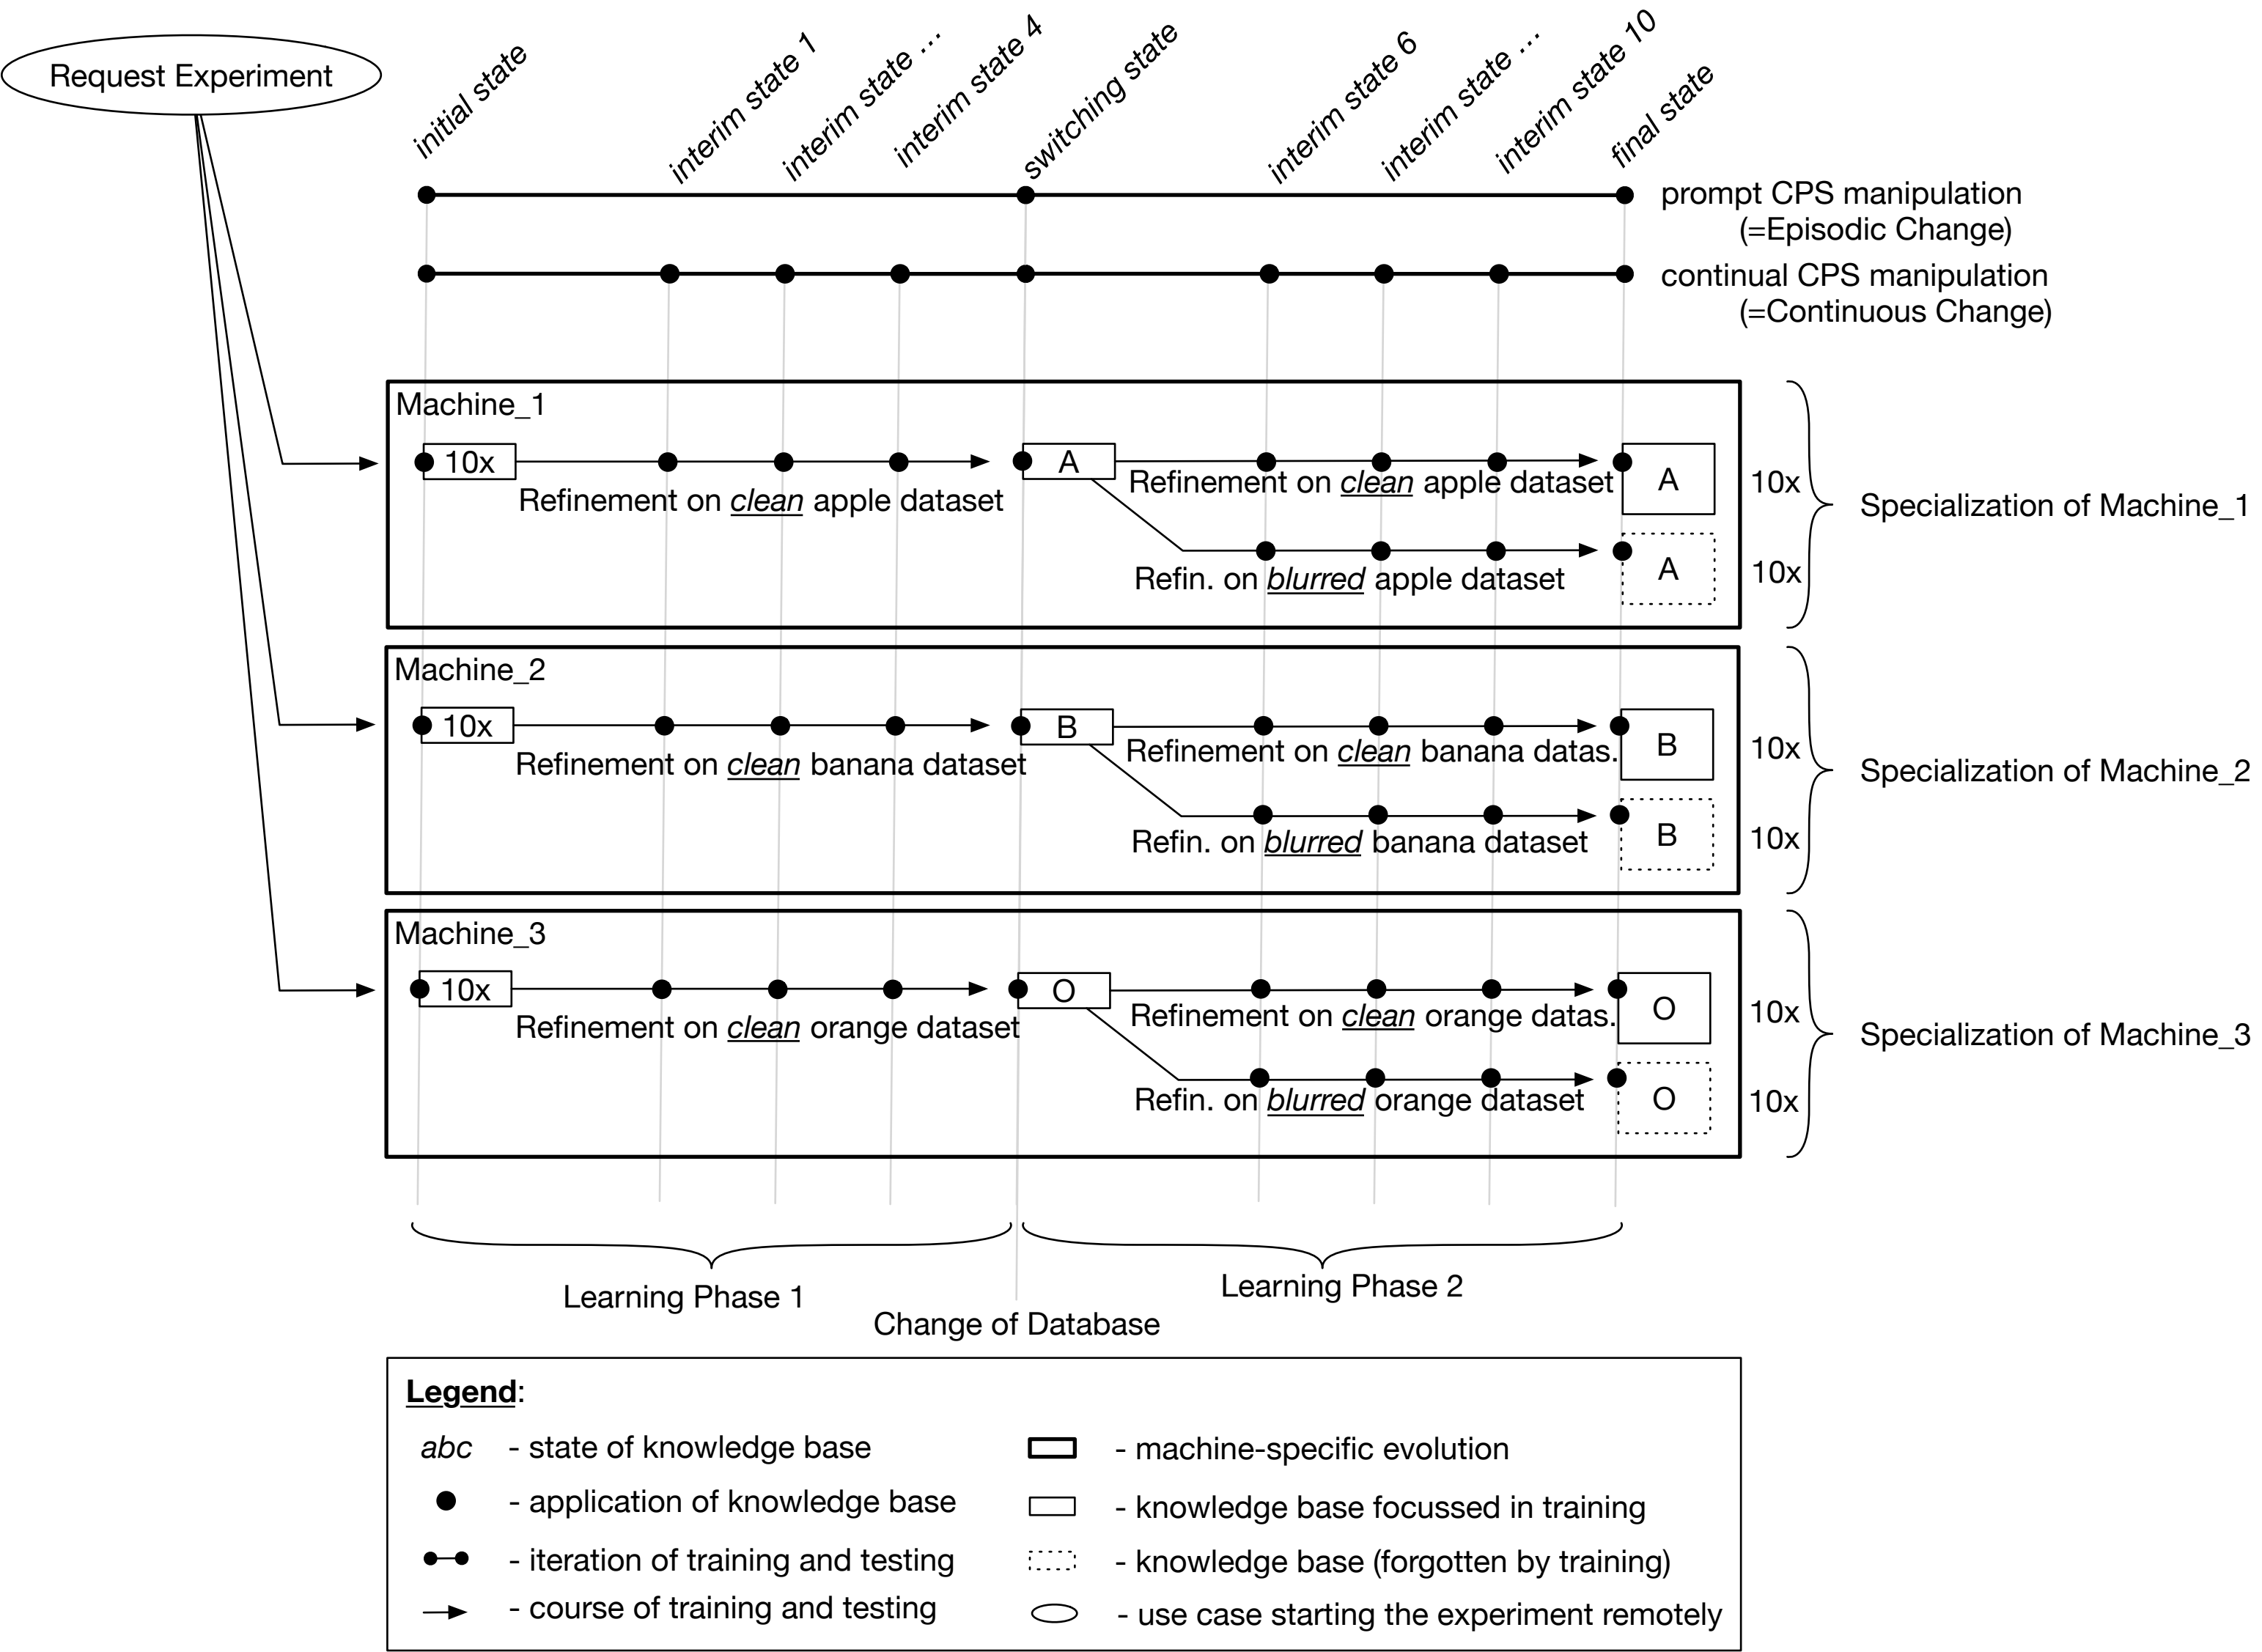 Request Experiment
initial state
interim state 1
interim state …
interim state 4
switching state
interim state 6
interim state …
interim state 10
final state
prompt CPS manipulation
(=Episodic Change)
continual CPS manipulation
(=Continuous Change)
Machine_1
10x
Refinement on clean apple dataset
A
Refinement on clean apple dataset
A
10x
Refin. on blurred apple dataset
A
10x
Specialization of Machine_1
Machine_2
10x
Refinement on clean banana dataset
B
Refinement on clean banana datas.
B
10x
Refin. on blurred banana dataset
B
10x
Specialization of Machine_2
Machine_3
10x
Refinement on clean orange dataset
O
Refinement on clean orange datas.
O
10x
Refin. on blurred orange dataset
O
10x
Specialization of Machine_3
Learning Phase 1
Learning Phase 2
Change of Database
Legend:
abc - state of knowledge base
- application of knowledge base
- iteration of training and testing
- course of training and testing
- machine-specific evolution
- knowledge base focussed in training
- knowledge base (forgotten by training)
- use case starting the experiment remotely